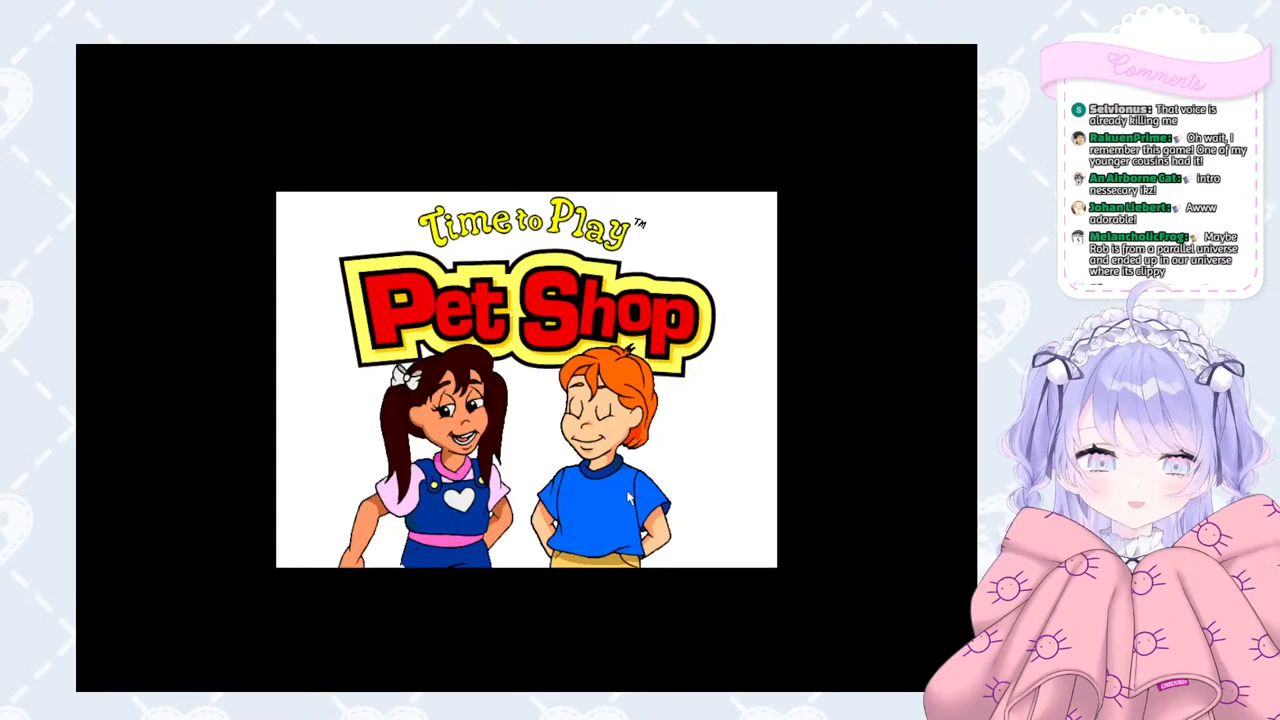 Time to Play™
Pet Shop
Comments
S Selvionus: That voice is
already killing me
RakuenPrime: Oh wait, I
remember this game! One of my
younger cousins had it!
An Airborne Cat: intro
nessecory lkz!
Johan Liebert: Awww
adorable!
MelancholicFrog: Maybe
Rob is from a parallel universe
and ended up in our universe
where its clippy